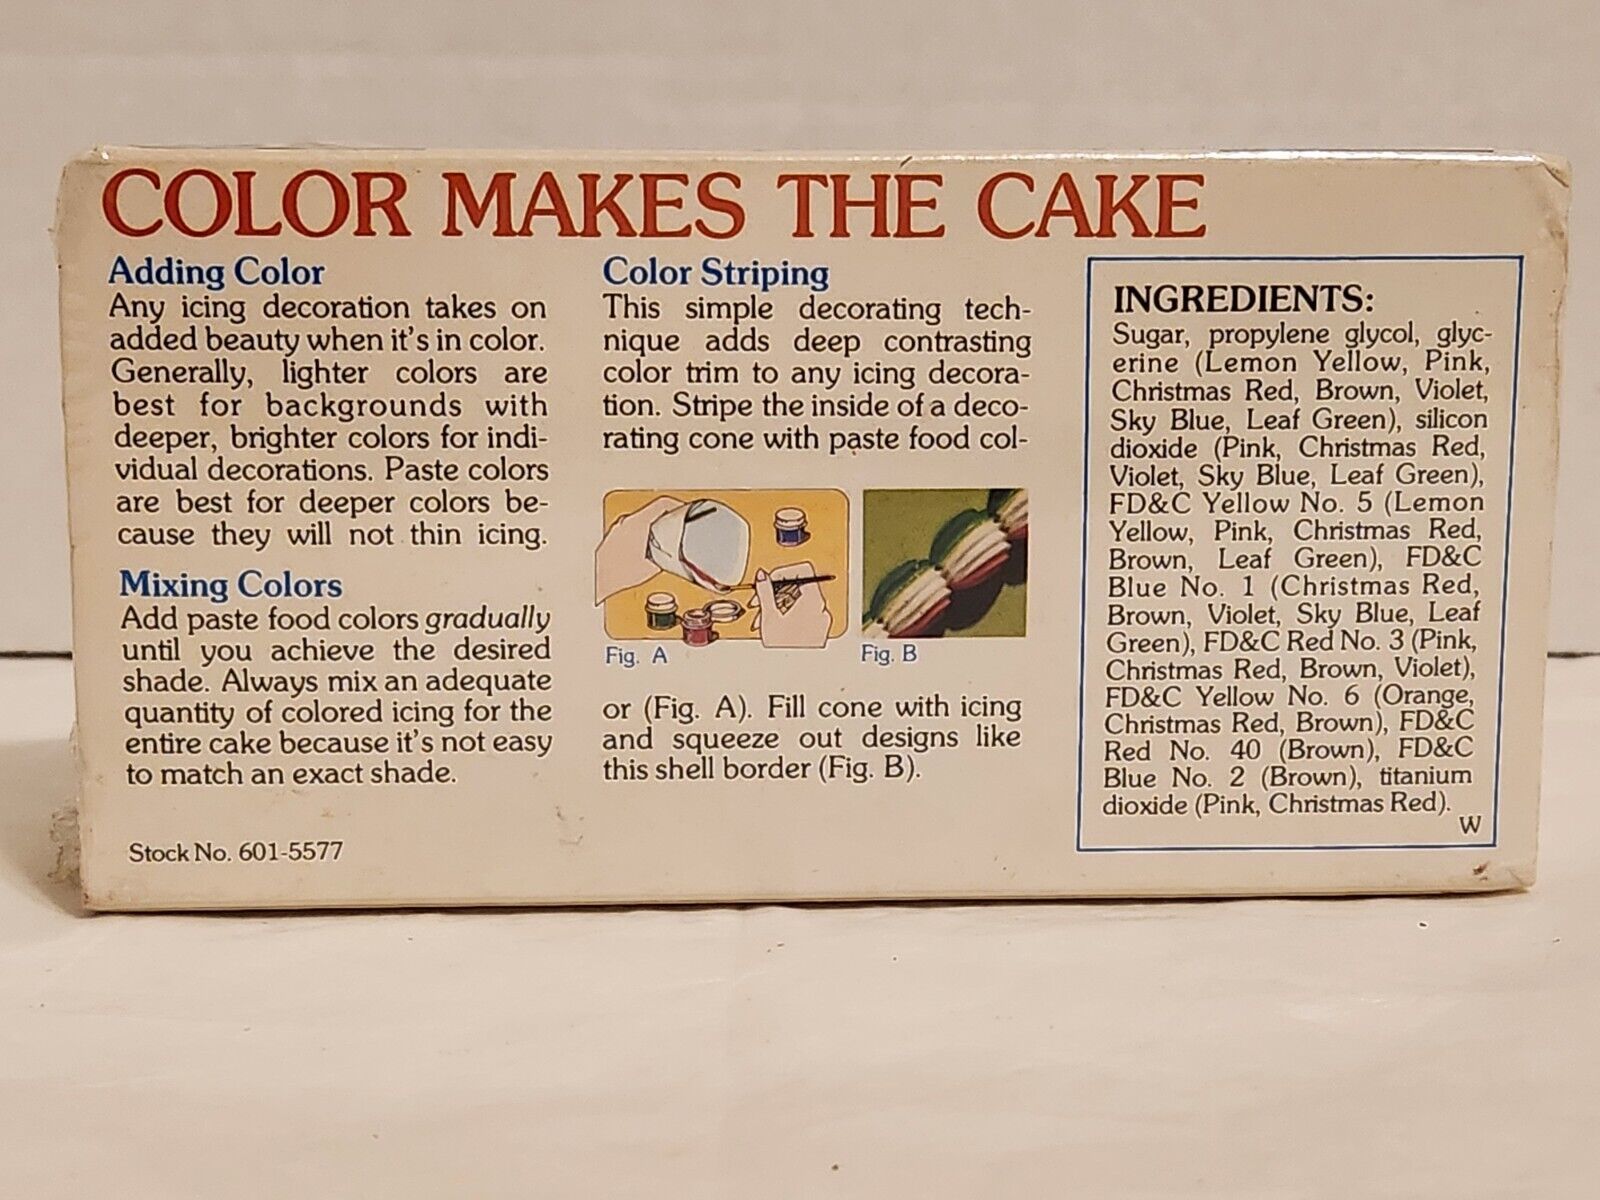 COLOR MAKES THE CAKE
Adding Color
Any icing decoration takes on
added beauty when it's in color.
Generally, lighter colors are
best for backgrounds with
deeper, brighter colors for indi-
vidual decorations. Paste colors
are best for deeper colors be-
cause they will not thin icing.
Mixing Colors
Add paste food colors gradually
until you achieve the desired
shade. Always mix an adequate
quantity of colored icing for the
entire cake because it's not easy
to match an exact shade.
Stock No. 601-5577
Color Striping
This simple decorating tech-
nique adds deep contrasting
color trim to any icing decora-
tion. Stripe the inside of a deco-
rating cone with paste food col-
Fig. A
Fig. B
or (Fig. A). Fill cone with icing
and squeeze out designs like
this shell border (Fig. B).
INGREDIENTS:
Sugar, propylene glycol, glyc-
erine (Lemon Yellow, Pink,
Christmas Red, Brown, Violet,
Sky Blue, Leaf Green), silicon
dioxide (Pink, Christmas Red,
Violet, Sky Blue, Leaf Green),
FD&C Yellow No. 5 (Lemon
Yellow, Pink, Christmas Red,
Brown, Leaf Green), FD&C
Blue No. 1 (Christmas Red,
Brown, Violet, Sky Blue, Leaf
Green), FD&C Red No. 3 (Pink,
Christmas Red, Brown, Violet),
FD&C Yellow No. 6 (Orange,
Christmas Red, Brown), FD&C
Red No. 40 (Brown), FD&C
Blue No. 2 (Brown), titanium
dioxide (Pink, Christmas Red).
W